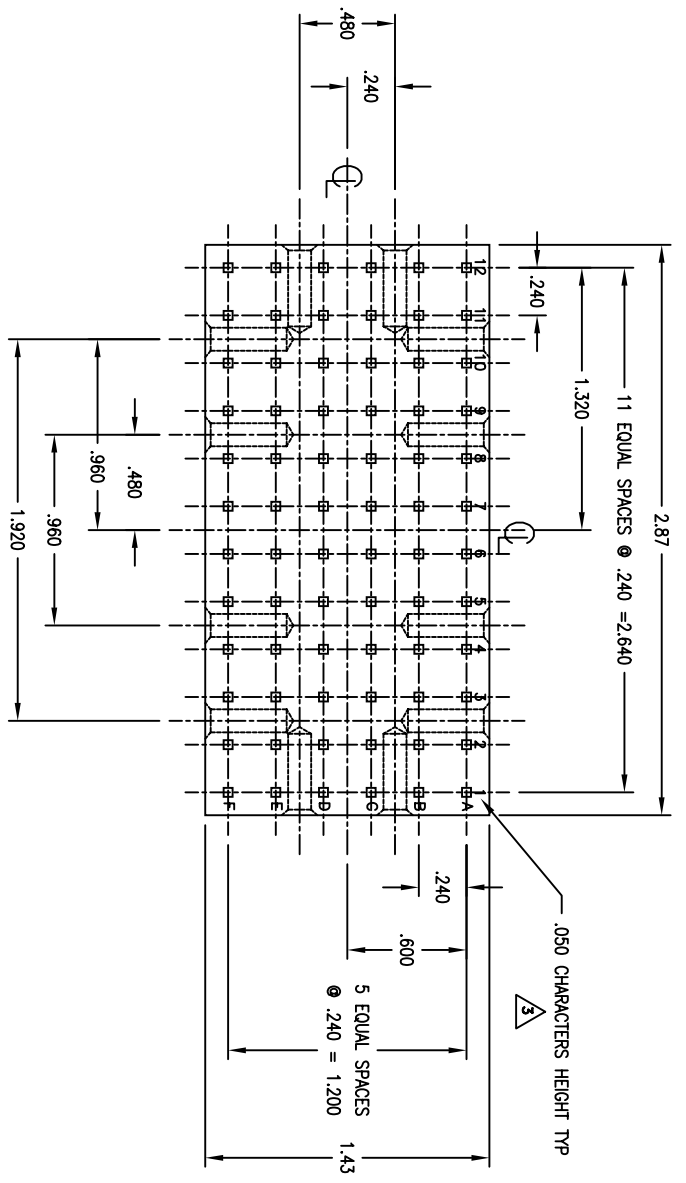 2.87
11 EQUAL SPACES @ .240 =2.640
1.320
.240
.050 CHARACTERS HEIGHT TYP
3
CL
12 11 10 9 8 7 6 5 4 3 2 1
A
B
C
D
E
F
.480
.240
CL
.240
.600
5 EQUAL SPACES
@ .240 = 1.200
1.43
.480
.960
.960
1.920